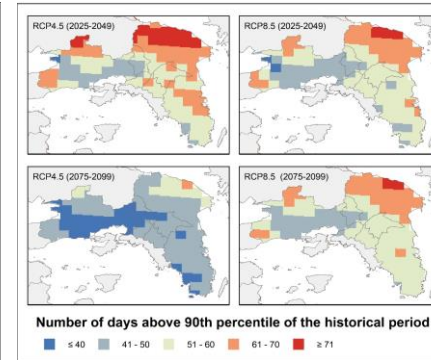 RCP4.5 (2025-2049)
RCP8.5 (2025-2049)
RCP4.5 (2075-2099)
RCP8.5 (2075-2099)
Number of days above 90th percentile of the historical period
≤ 40 41 - 50 51 - 60 61 - 70 ≥ 71